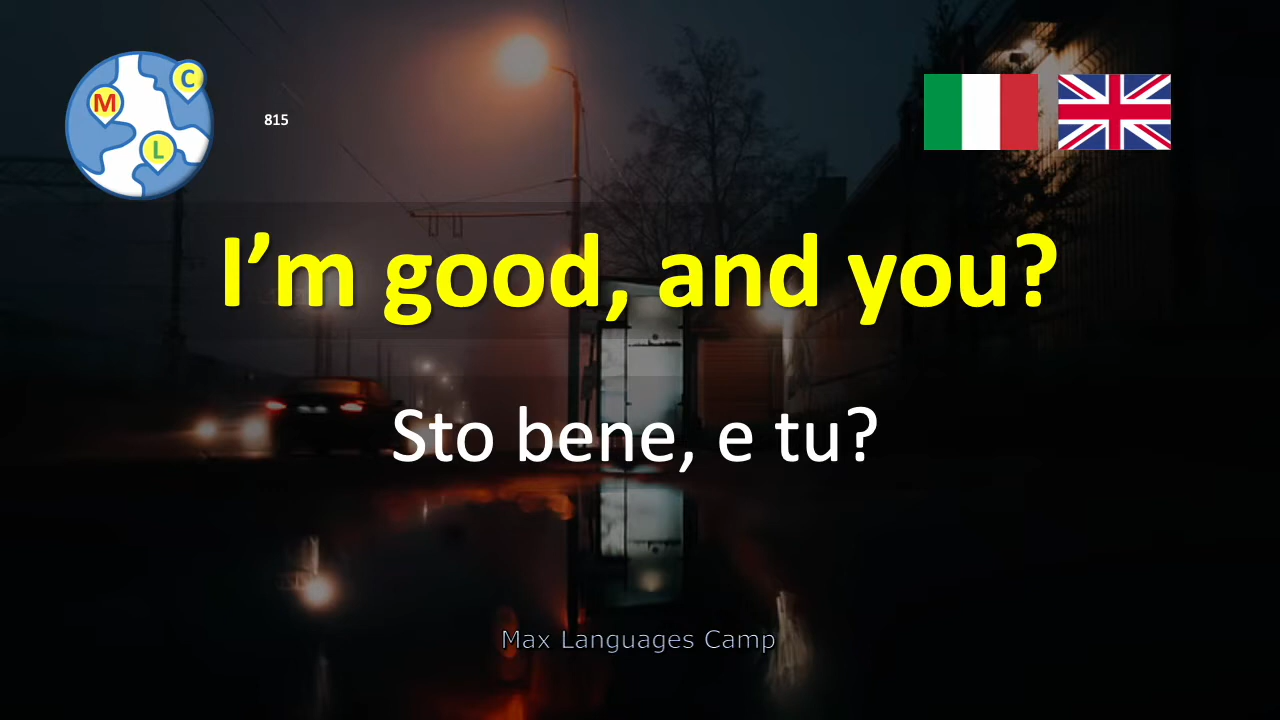 C
M
L
815
I’m good, and you?
Sto bene, e tu?
Max Languages Camp